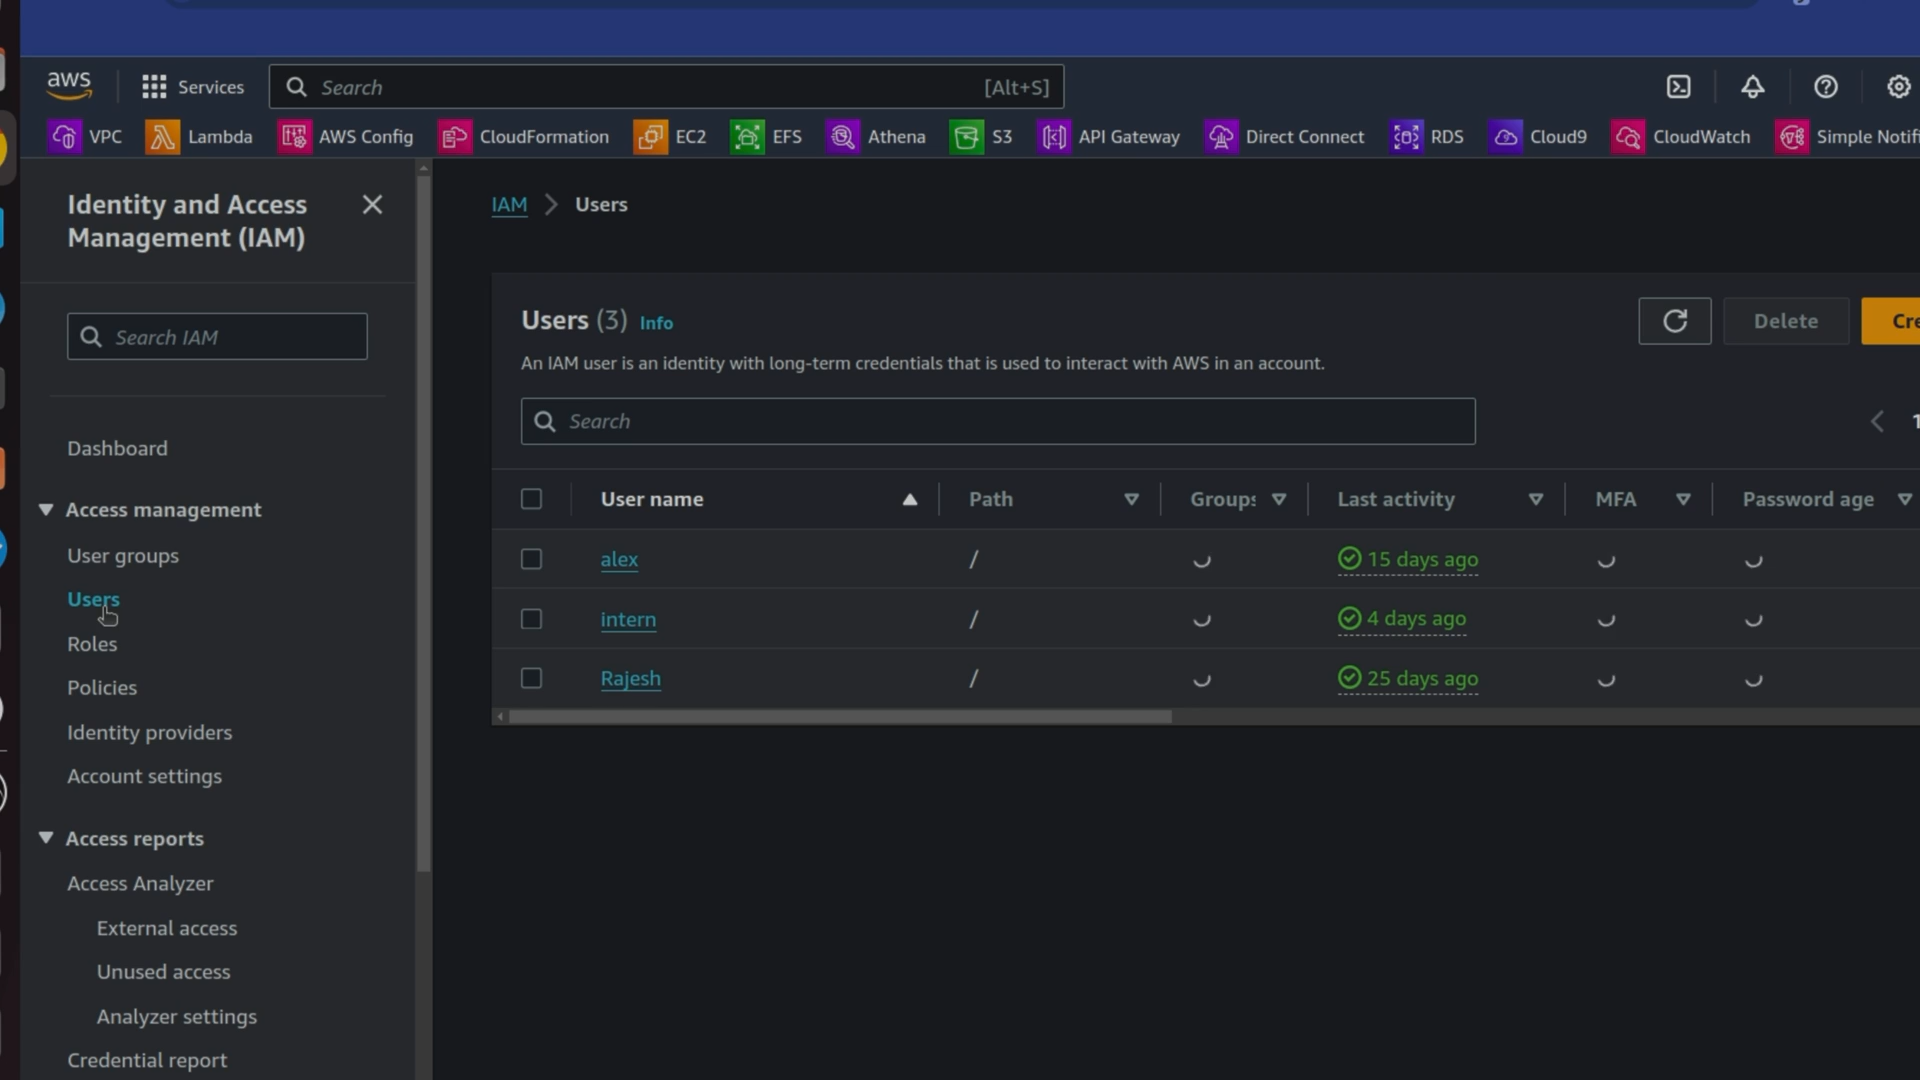 aws
Services
Search
[Alt+S]
VPC
Lambda
AWS Config
CloudFormation
EC2
EFS
Athena
S3
API Gateway
Direct Connect
RDS
Cloud9
CloudWatch
Simple Notifi
Identity and Access
Management (IAM)
Search IAM
Dashboard
Access management
User groups
Users
Roles
Policies
Identity providers
Account settings
Access reports
Access Analyzer
External access
Unused access
Analyzer settings
Credential report
IAM > Users
Users (3) Info
Delete
Cre
An IAM user is an identity with long-term credentials that is used to interact with AWS in an account.
Search
1
User name Path Groups Last activity MFA Password age
alex / 15 days ago
intern / 4 days ago
Rajesh / 25 days ago